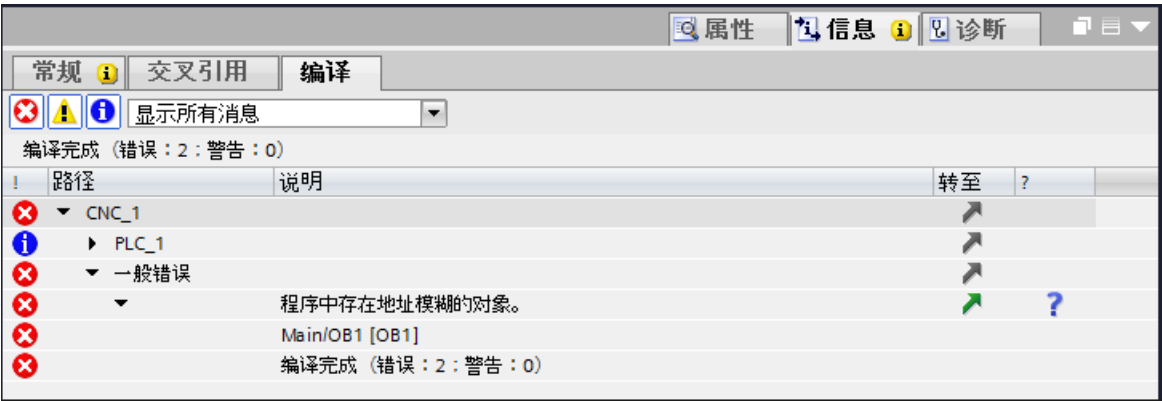 属性 信息 诊断
常规 交叉引用 编译
显示所有消息
编译完成（错误：2；警告：0）
! 路径 说明 转至 ?
CNC_1
PLC_1
一般错误
程序中存在地址模糊的对象。 ?
Main/OB1 [OB1]
编译完成（错误：2；警告：0）